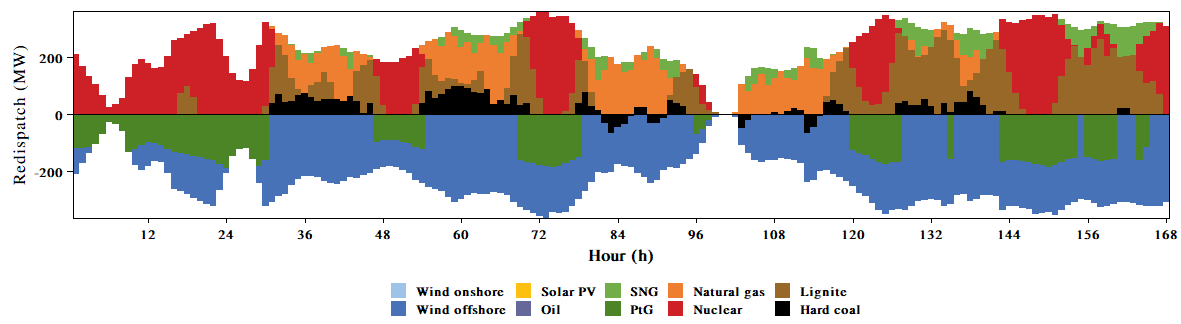 Redispatch (MW)
200
0
-200
12 24 36 48 60 72 84 96 108 120 132 144 156 168
Hour (h)
Wind onshore Solar PV SNG Natural gas Lignite
Wind offshore Oil PtG Nuclear Hard coal